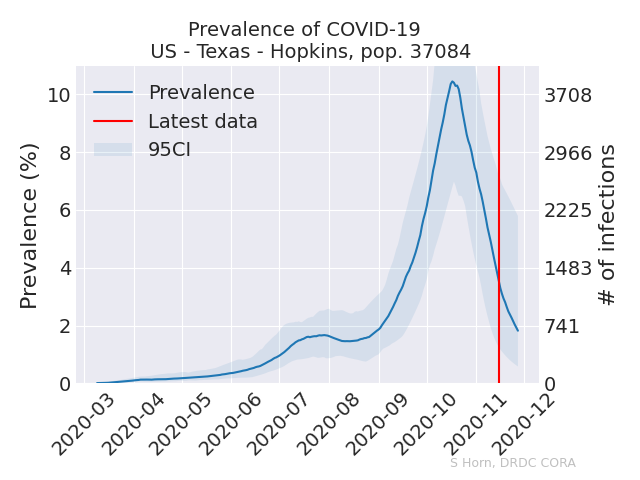 Prevalence of COVID-19
US - Texas - Hopkins, pop. 37084
Prevalence
Latest data
95CI
Prevalence (%)
10
8
6
4
2
0
# of infections
3708
2966
2225
1483
741
0
2020-03
2020-04
2020-05
2020-06
2020-07
2020-08
2020-09
2020-10
2020-11
2020-12
S Horn, DRDC CORA